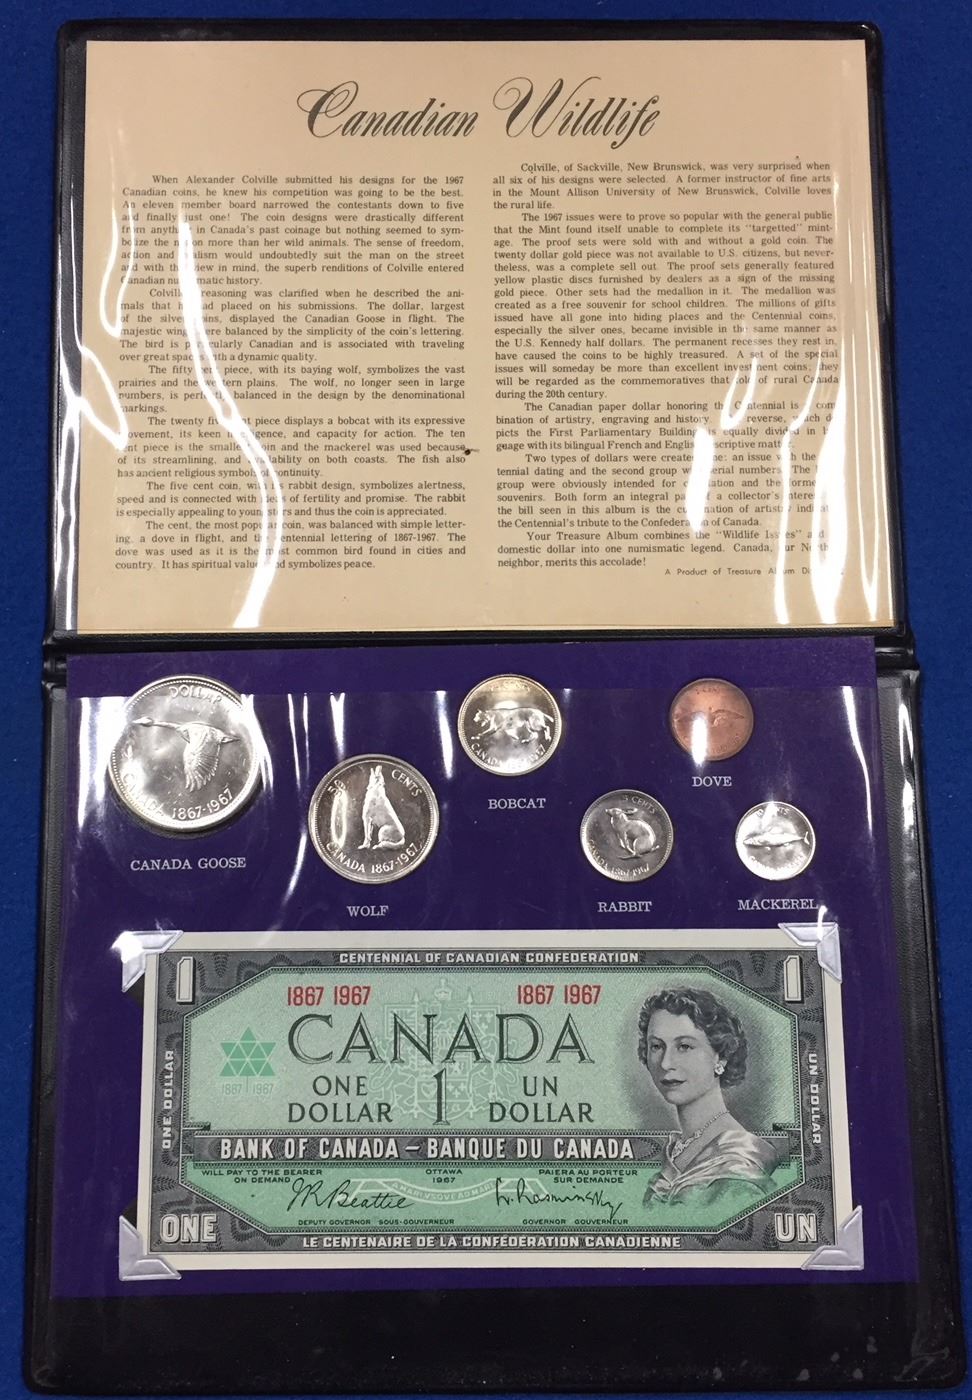 Canadian Wildlife
When Alexander Colville submitted his designs for the 1967
Canadian coins, he knew his competition was going to be the best.
An eleven member board narrowed the contestants down to five
and finally just one! The coin designs were drastically different
from anything in Canada's past coinage but nothing seemed to sym-
bolize the nation more than her wild animals. The sense of freedom,
action and realism would undoubtedly suit the man on the street
and with this view in mind, the superb renditions of Colville entered
Canadian numismatic history.
Colville's reasoning was clarified when he described the ani-
mals that he had placed on his submissions. The dollar, largest
of the silver coins, displayed the Canadian Goose in flight. The
majestic wings were balanced by the simplicity of the coin's lettering.
The bird is particularly Canadian and is associated with traveling
over great spaces with a dynamic quality.
The fifty cent piece, with its baying wolf, symbolizes the vast
prairies and the western plains. The wolf, no longer seen in large
numbers, is perfectly balanced in the design by the denominational
markings.
The twenty five cent piece displays a bobcat with its expressive
movement, its keen intelligence, and capacity for action. The ten
cent piece is the smallest coin and the mackerel was used because
of its streamlining, and availability on both coasts. The fish also
has ancient religious symbols of continuity.
The five cent coin, with its rabbit design, symbolizes alertness,
speed and is connected with ideas of fertility and promise. The rabbit
is especially appealing to youngsters and thus the coin is appreciated.
The cent, the most popular coin, was balanced with simple letter-
ing, a dove in flight, and the centennial lettering of 1867-1967. The
dove was used as it is the most common bird found in cities and
country. It has spiritual value and symbolizes peace.
Colville, of Sackville, New Brunswick, was very surprised when
all six of his designs were selected. A former instructor of fine arts
in the Mount Allison University of New Brunswick, Colville loves
the rural life.
The 1967 issues were to prove so popular with the general public
that the Mint found itself unable to complete its "targetted" mint-
age. The proof sets were sold with and without a gold coin. The
twenty dollar gold piece was not available to U.S. citizens, but never-
theless, was a complete sell out. The proof sets generally featured
yellow plastic discs furnished by dealers as a sign of the missing
gold piece. Other sets had the medallion in it. The medallion was
created as a free souvenir for school children. The millions of gifts
issued have all gone into hiding places and the Centennial coins,
especially the silver ones, became invisible in the same manner as
the U.S. Kennedy half dollars. The permanent recesses they rest in,
have caused the coins to be highly treasured. A set of the special
issues will someday be more than excellent investment coins; they
will be regarded as the commemoratives that told of rural Canada
during the 20th century.
The Canadian paper dollar honoring the Centennial is a com-
bination of artistry, engraving and history. reverse, which de-
picts the First Parliamentary Building is equally divided in
guage with its bilingual French and English descriptive matter.
Two types of dollars were created: an issue with the
tennial dating and the second group with serial numbers. The
group were obviously intended for circulation and the former
souvenirs. Both form an integral part of a collector's interest
the bill seen in this album is the culmination of artistry
the Centennial's tribute to the Confederation of Canada.
Your Treasure Album combines the "Wildlife Issues" and
domestic dollar into one numismatic legend. Canada, our North
neighbor, merits this accolade!
A Product of Treasure Album
DOLLAR
CANADA 1867-1967
50 CENTS
CANADA 1867-1967
CENTS
CANADA 1867-1967
5 CENTS
CANADA 1867-1967
CENTS
CANADA GOOSE
WOLF
BOBCAT
RABBIT
DOVE
MACKEREL
CENTENNIAL OF CANADIAN CONFEDERATION
1 1867 1967 1867 1967 1
CANADA
1867 1967
ONE DOLLAR 1 UN DOLLAR
ONE DOLLAR
UN DOLLAR
BANK OF CANADA – BANQUE DU CANADA
WILL PAY TO THE BEARER ON DEMAND
OTTAWA 1967
PAIERA AU PORTEUR SUR DEMANDE
JR Beattie
L. Rasminsky
DEPUTY GOVERNOR SOUS-GOUVERNEUR
GOVERNOR GOUVERNEUR
ONE
UN
LE CENTENAIRE DE LA CONFÉDÉRATION CANADIENNE